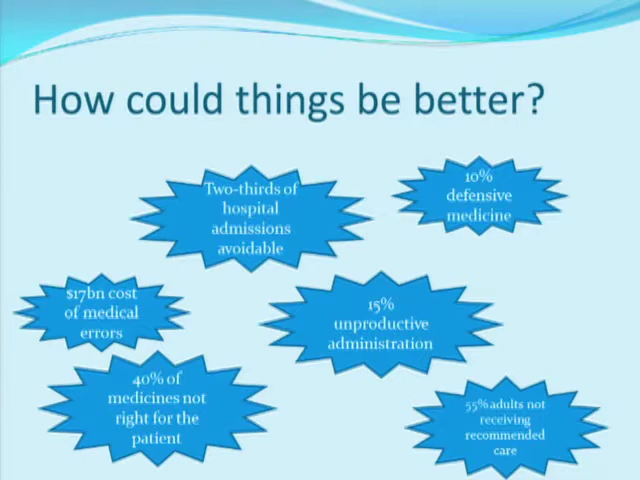 How could things be better?
Two-thirds of
hospital
admissions
avoidable
10%
defensive
medicine
$17bn cost
of medical
errors
15%
unproductive
administration
40% of
medicines not
right for the
patient
55% adults not
receiving
recommended
care